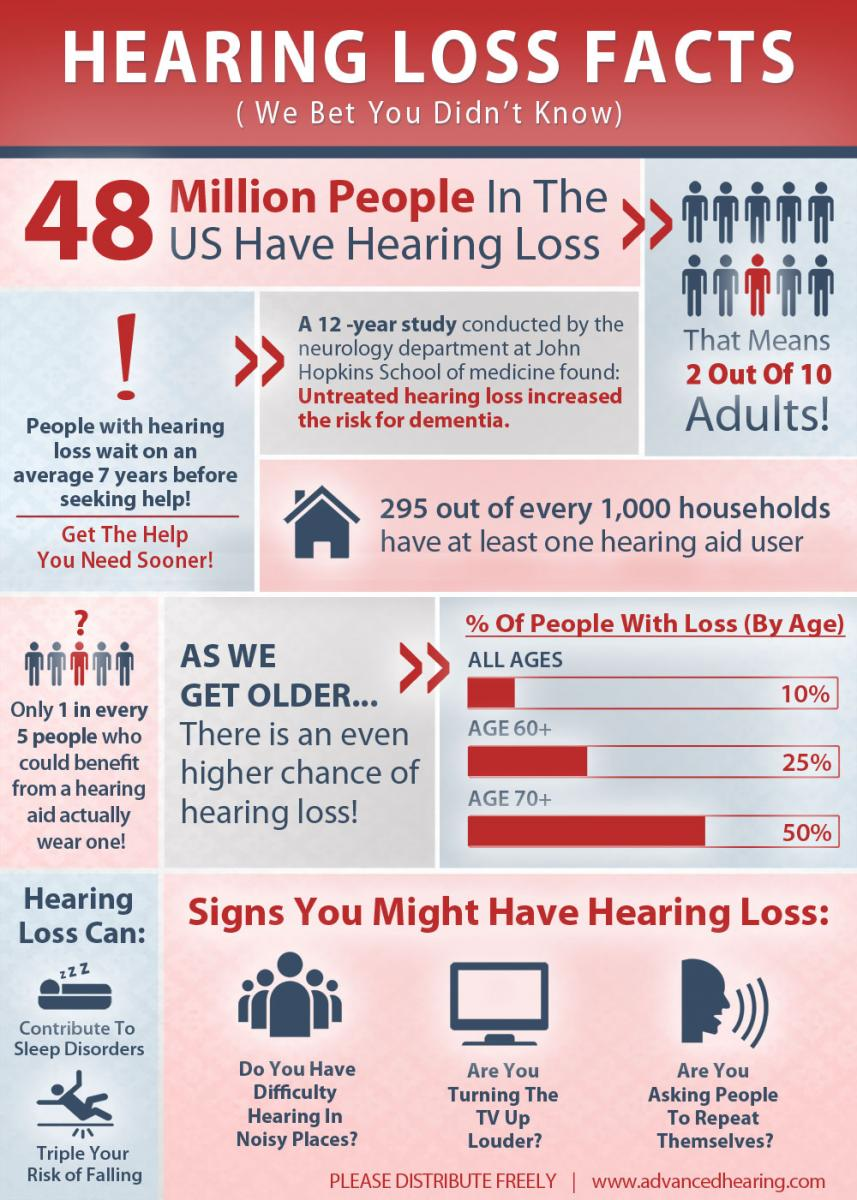 HEARING LOSS FACTS
( We Bet You Didn't Know)
48 Million People In The
US Have Hearing Loss
That Means
2 Out Of 10
Adults!
!
People with hearing
loss wait on an
average 7 years before
seeking help!
Get The Help
You Need Sooner!
A 12 -year study conducted by the
neurology department at John
Hopkins School of medicine found:
Untreated hearing loss increased
the risk for dementia.
295 out of every 1,000 households
have at least one hearing aid user
?
Only 1 in every
5 people who
could benefit
from a hearing
aid actually
wear one!
AS WE
GET OLDER...
There is an even
higher chance of
hearing loss!
% Of People With Loss (By Age)
ALL AGES
10%
AGE 60+
25%
AGE 70+
50%
Hearing
Loss Can:
zzz
Contribute To
Sleep Disorders
Triple Your
Risk of Falling
Signs You Might Have Hearing Loss:
Do You Have
Difficulty
Hearing In
Noisy Places?
Are You
Turning The
TV Up
Louder?
Are You
Asking People
To Repeat
Themselves?
PLEASE DISTRIBUTE FREELY | www.advancedhearing.com